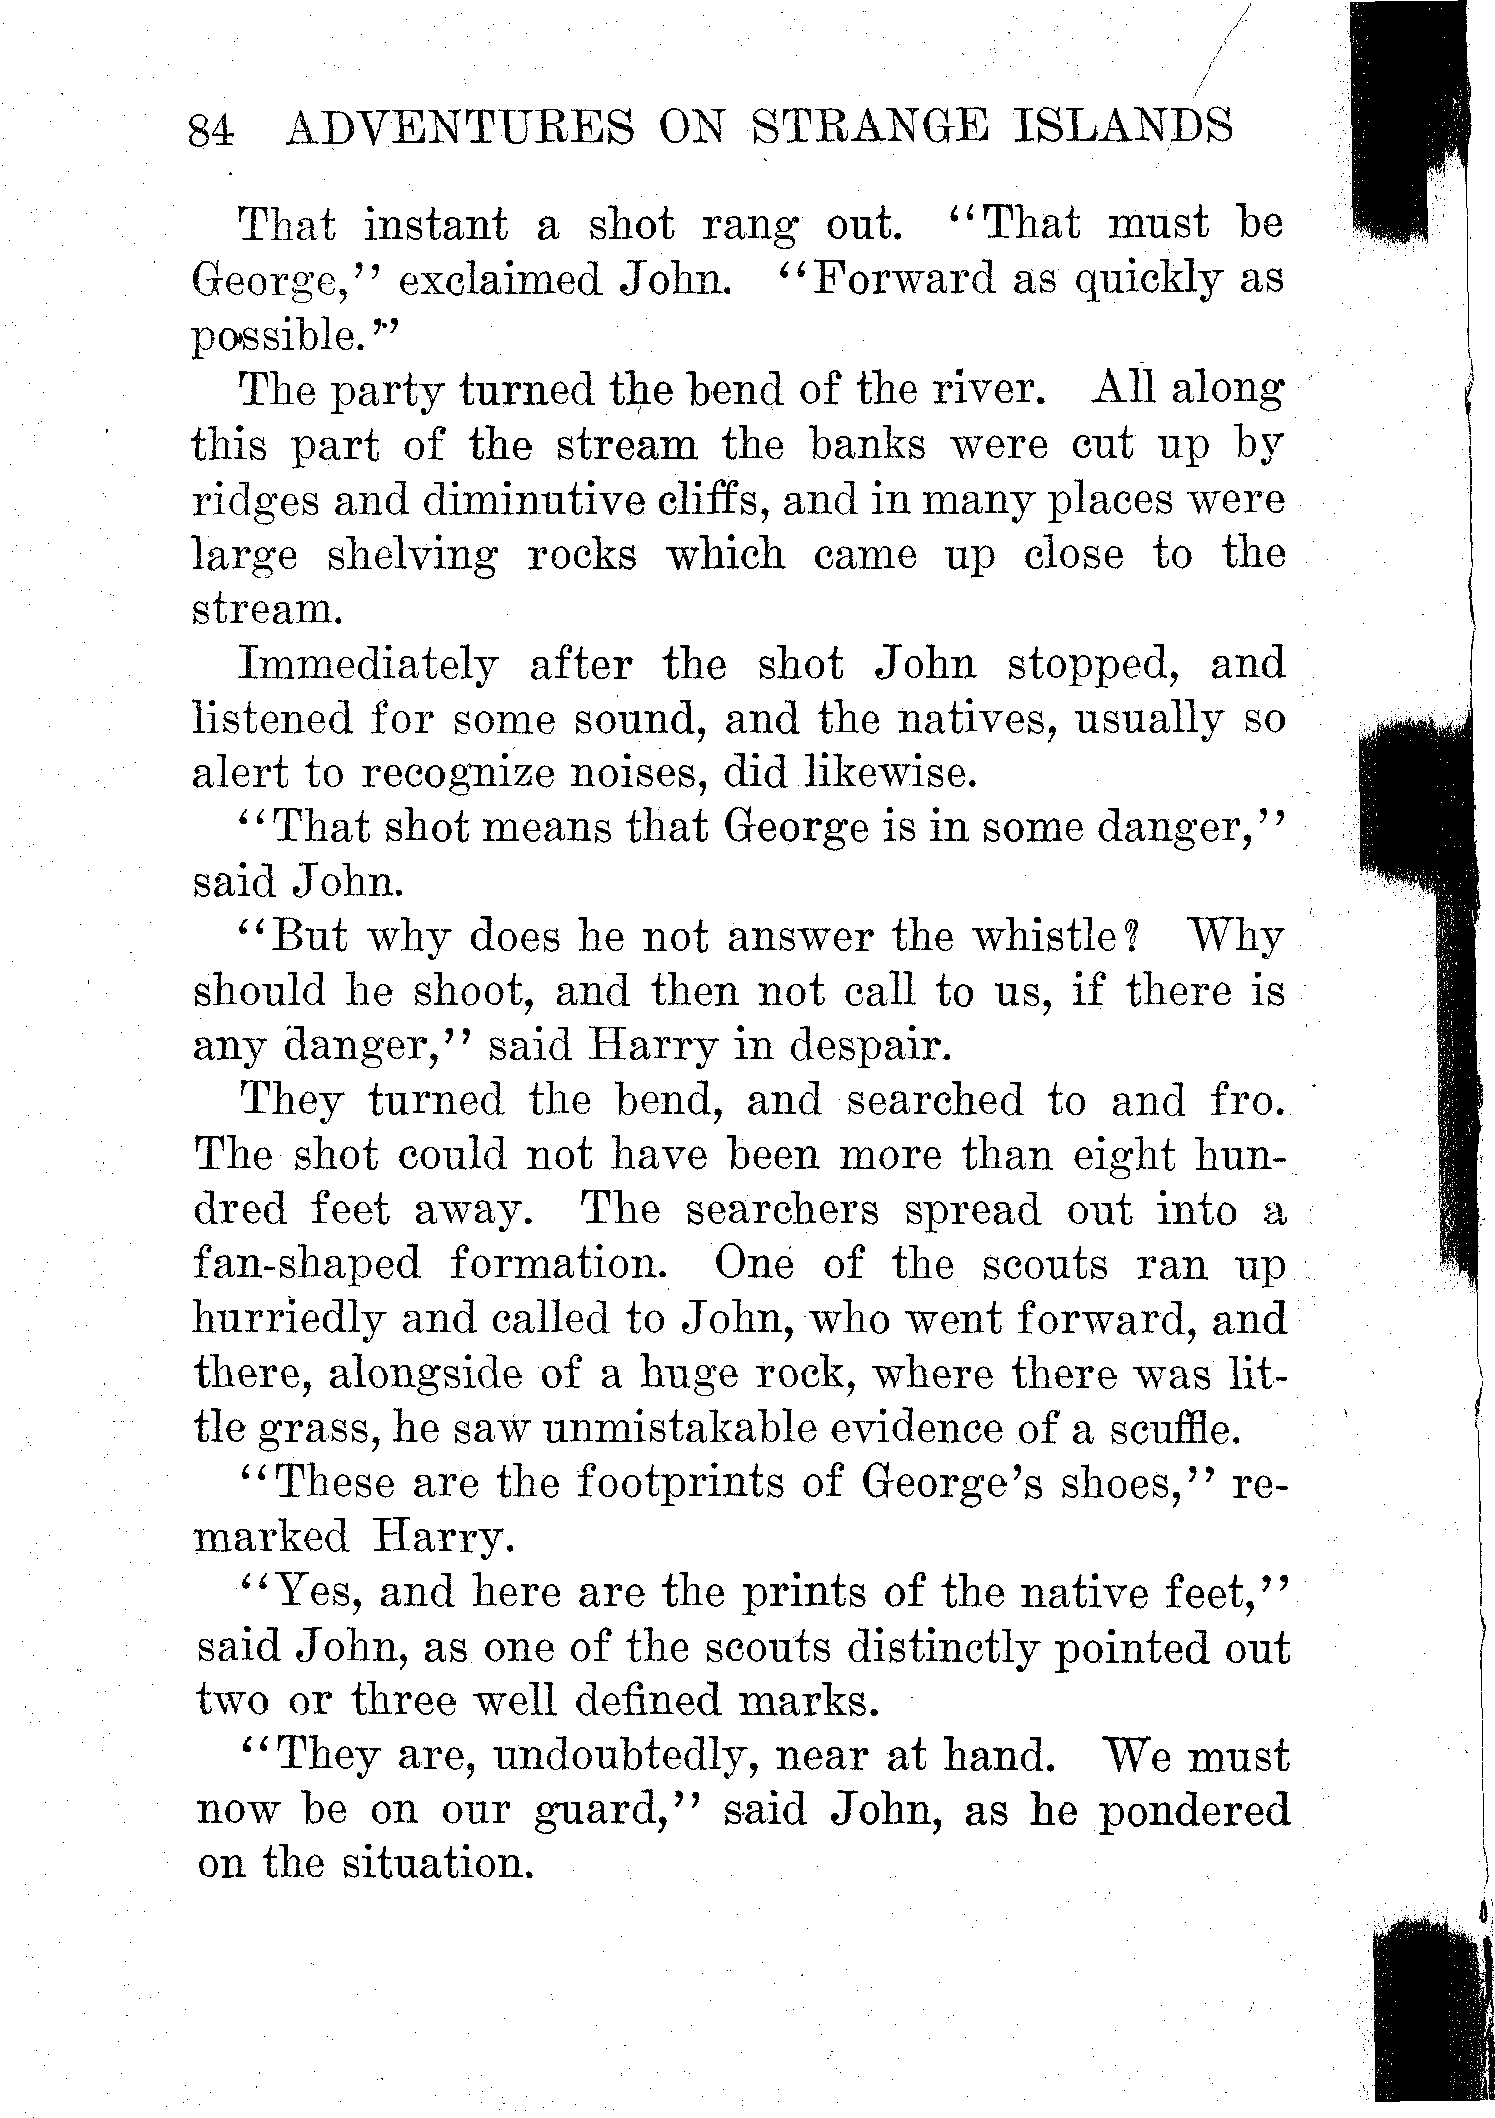 84 ADVENTURES ON STRANGE ISLANDS
That instant a shot rang out. "That must be
George," exclaimed John. "Forward as quickly as
possible."
The party turned the bend of the river. All along
this part of the stream the banks were cut up by
ridges and diminutive cliffs, and in many places were
large shelving rocks which came up close to the
stream.
Immediately after the shot John stopped, and
listened for some sound, and the natives, usually so
alert to recognize noises, did likewise.
"That shot means that George is in some danger,"
said John.
"But why does he not answer the whistle? Why
should he shoot, and then not call to us, if there is
any danger," said Harry in despair.
They turned the bend, and searched to and fro.
The shot could not have been more than eight hun-
dred feet away. The searchers spread out into a
fan-shaped formation. One of the scouts ran up
hurriedly and called to John, who went forward, and
there, alongside of a huge rock, where there was lit-
tle grass, he saw unmistakable evidence of a scuffle.
"These are the footprints of George's shoes," re-
marked Harry.
"Yes, and here are the prints of the native feet,"
said John, as one of the scouts distinctly pointed out
two or three well defined marks.
"They are, undoubtedly, near at hand. We must
now be on our guard," said John, as he pondered
on the situation.